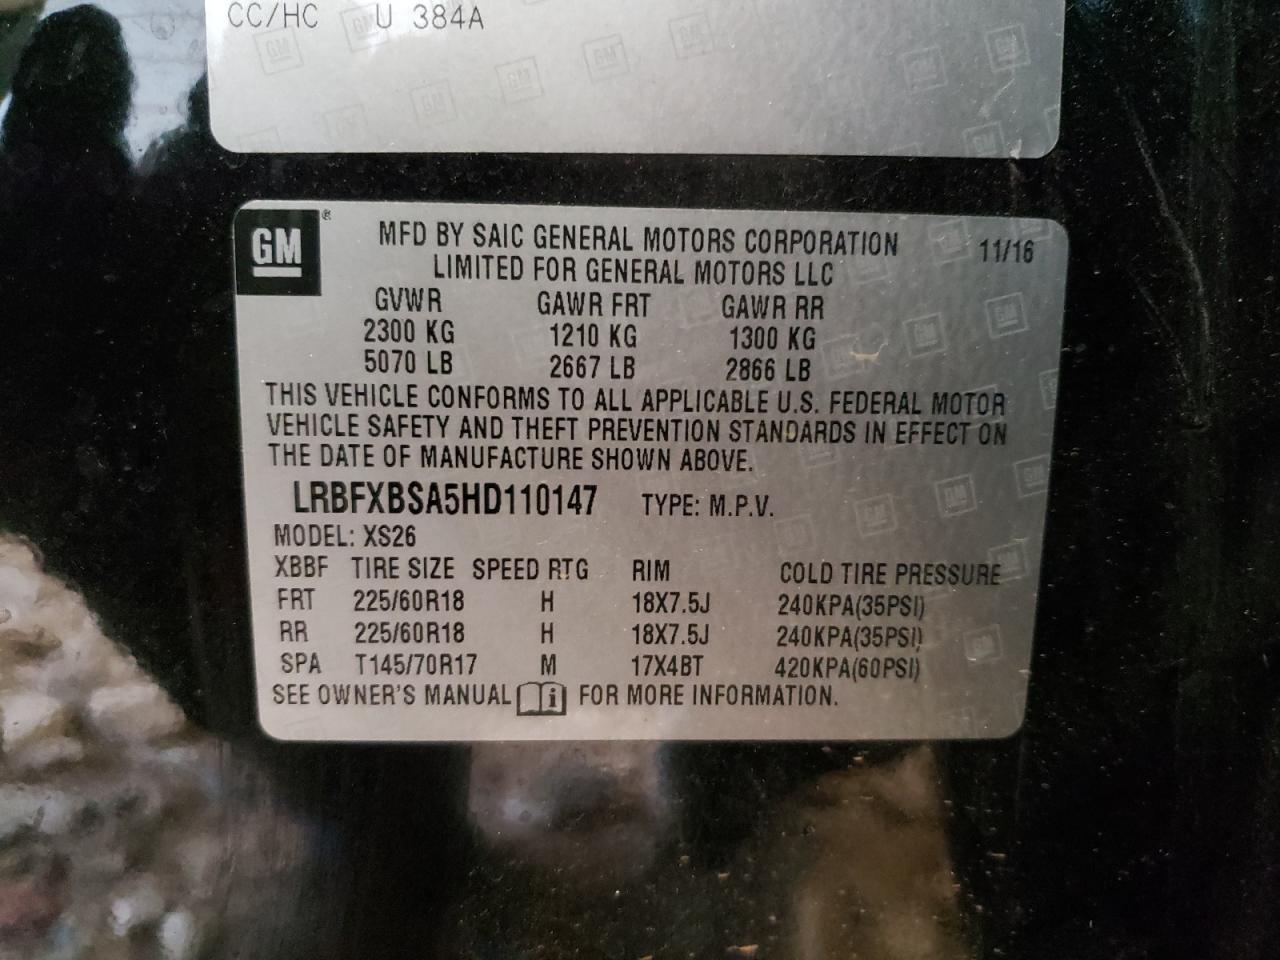 CC/HC U 384A
GM ®
MFD BY SAIC GENERAL MOTORS CORPORATION 11/16
LIMITED FOR GENERAL MOTORS LLC
GVWR GAWR FRT GAWR RR
2300 KG 1210 KG 1300 KG
5070 LB 2667 LB 2866 LB
THIS VEHICLE CONFORMS TO ALL APPLICABLE U.S. FEDERAL MOTOR
VEHICLE SAFETY AND THEFT PREVENTION STANDARDS IN EFFECT ON
THE DATE OF MANUFACTURE SHOWN ABOVE.
LRBFXBSA5HD110147 TYPE: M.P.V.
MODEL: XS26
XBBF TIRE SIZE SPEED RTG RIM COLD TIRE PRESSURE
FRT 225/60R18 H 18X7.5J 240KPA(35PSI)
RR 225/60R18 H 18X7.5J 240KPA(35PSI)
SPA T145/70R17 M 17X4BT 420KPA(60PSI)
SEE OWNER'S MANUAL i FOR MORE INFORMATION.